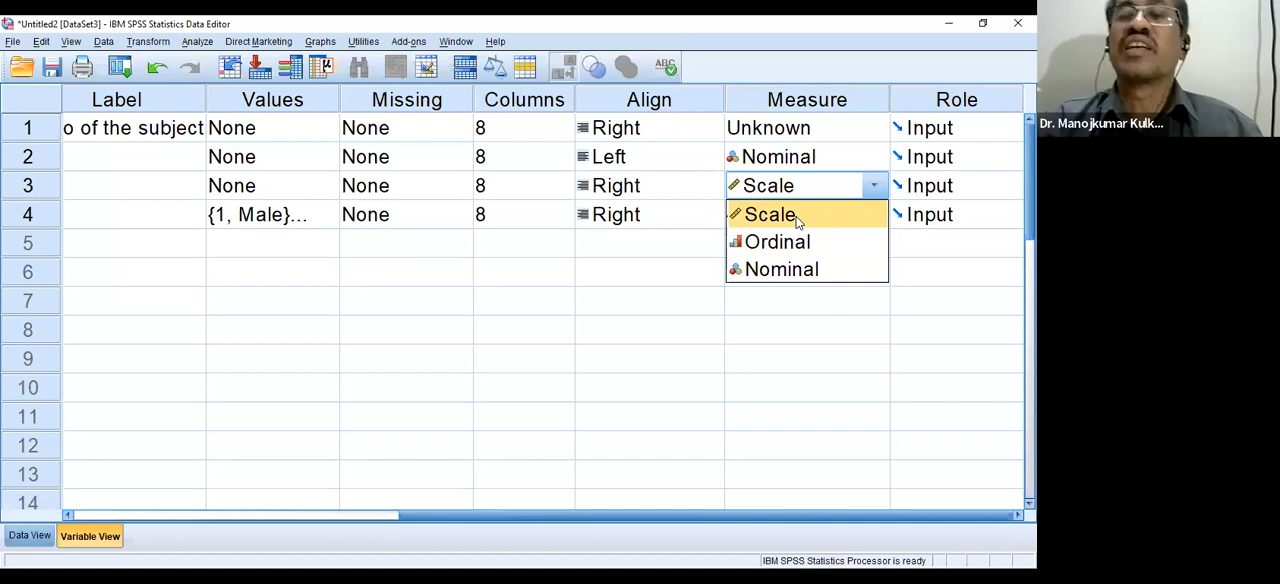 *Untitled2 [DataSet3] - IBM SPSS Statistics Data Editor
File Edit View Data Transform Analyze Direct Marketing Graphs Utilities Add-ons Window Help
Label Values Missing Columns Align Measure Role
1 o of the subject None None 8 Right Unknown Input
2 None None 8 Left Nominal Input
3 None None 8 Right Scale Input
4 {1, Male}... None 8 Right Scale Input
5 Ordinal
6 Nominal
7
8
9
10
11
12
13
14
Data View Variable View
IBM SPSS Statistics Processor is ready
Dr. Manojkumar Kulk...